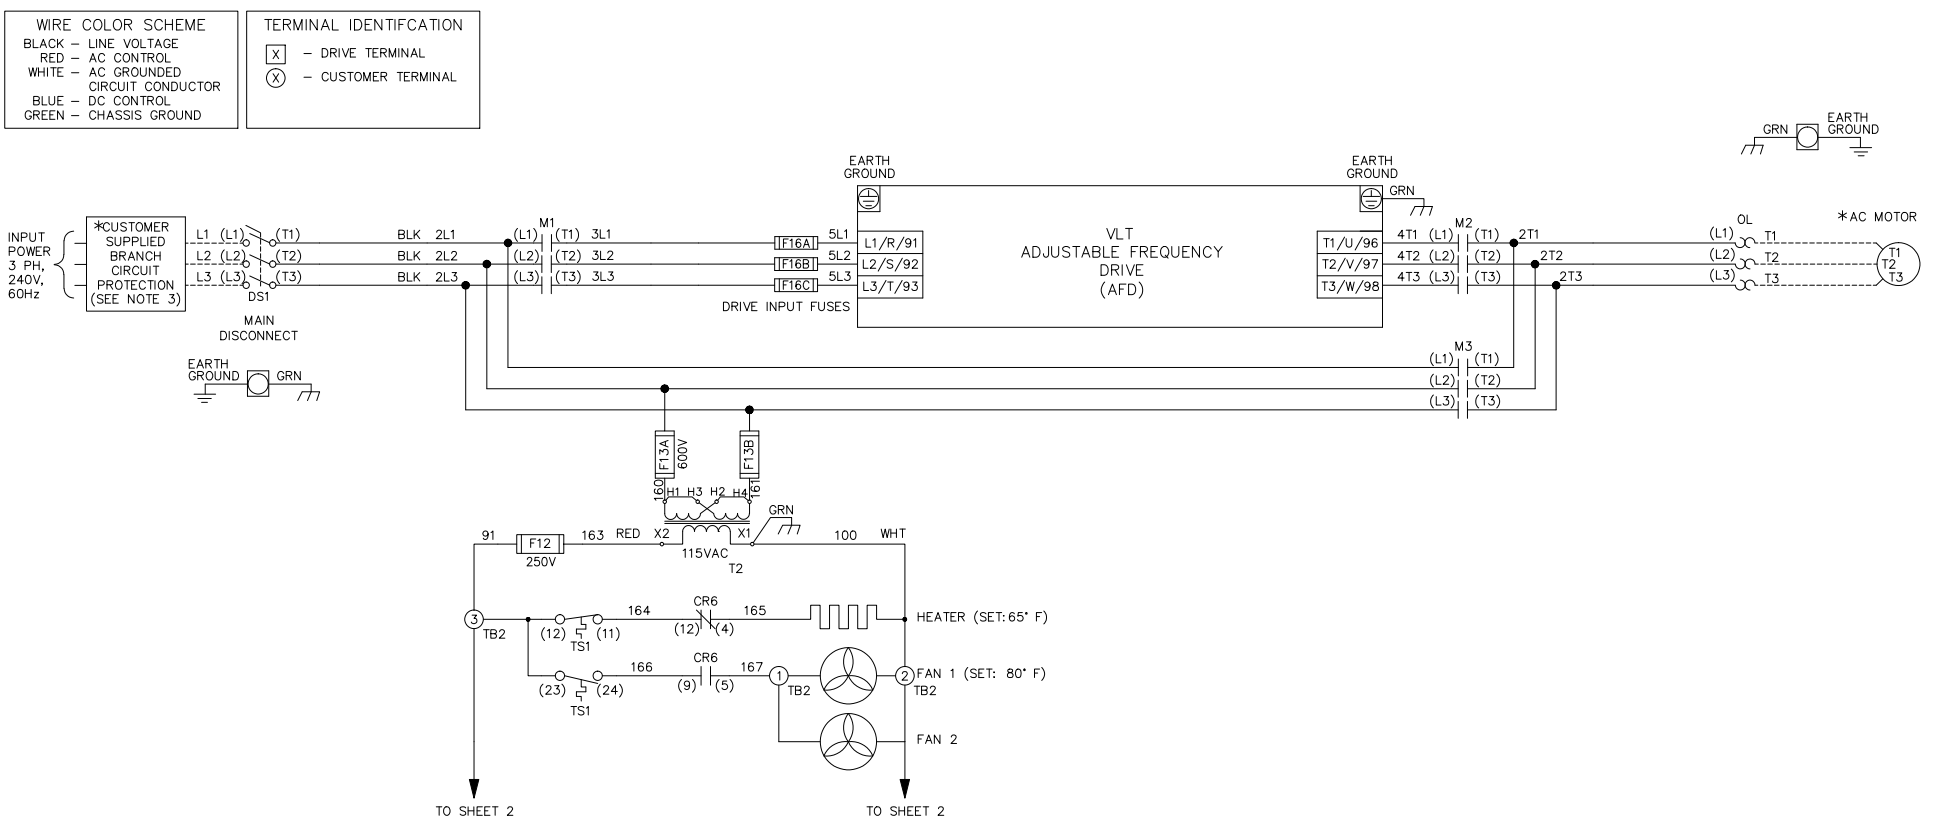 WIRE COLOR SCHEME
BLACK – LINE VOLTAGE
RED – AC CONTROL
WHITE – AC GROUNDED
CIRCUIT CONDUCTOR
BLUE – DC CONTROL
GREEN – CHASSIS GROUND
TERMINAL IDENTIFCATION
X – DRIVE TERMINAL
X – CUSTOMER TERMINAL
INPUT
POWER
3 PH,
240V,
60Hz
*CUSTOMER
SUPPLIED
BRANCH
CIRCUIT
PROTECTION
(SEE NOTE 3)
L1 (L1) (T1) BLK 2L1 (L1) M1 (T1) 3L1 F16A 5L1 L1/R/91
L2 (L2) (T2) BLK 2L2 (L2) (T2) 3L2 F16B 5L2 L2/S/92
L3 (L3) (T3) BLK 2L3 (L3) (T3) 3L3 F16C 5L3 L3/T/93
DS1
MAIN
DISCONNECT
DRIVE INPUT FUSES
EARTH
GROUND
GRN
EARTH
GROUND
VLT
ADJUSTABLE FREQUENCY
DRIVE
(AFD)
EARTH
GROUND
GRN
T1/U/96 4T1 (L1) M2 (T1) 2T1 (L1) OL T1
T2/V/97 4T2 (L2) (T2) 2T2 (L2) T2
T3/W/98 4T3 (L3) (T3) 2T3 (L3) T3
GRN
EARTH
GROUND
*AC MOTOR
T1
T2
T3
M3
(L1) (T1)
(L2) (T2)
(L3) (T3)
F13A
600V
F13B
160
161
H1 H3 H2 H4
GRN
91 F12 163 RED X2 X1 100 WHT
250V
115VAC
T2
3
TB2
(12) (11)
TS1
164
CR6
(12) (4)
165
HEATER (SET: 65° F)
(23) (24)
TS1
166
CR6
(9) (5)
167
1
TB2
2
TB2
FAN 1 (SET: 80° F)
FAN 2
TO SHEET 2
TO SHEET 2